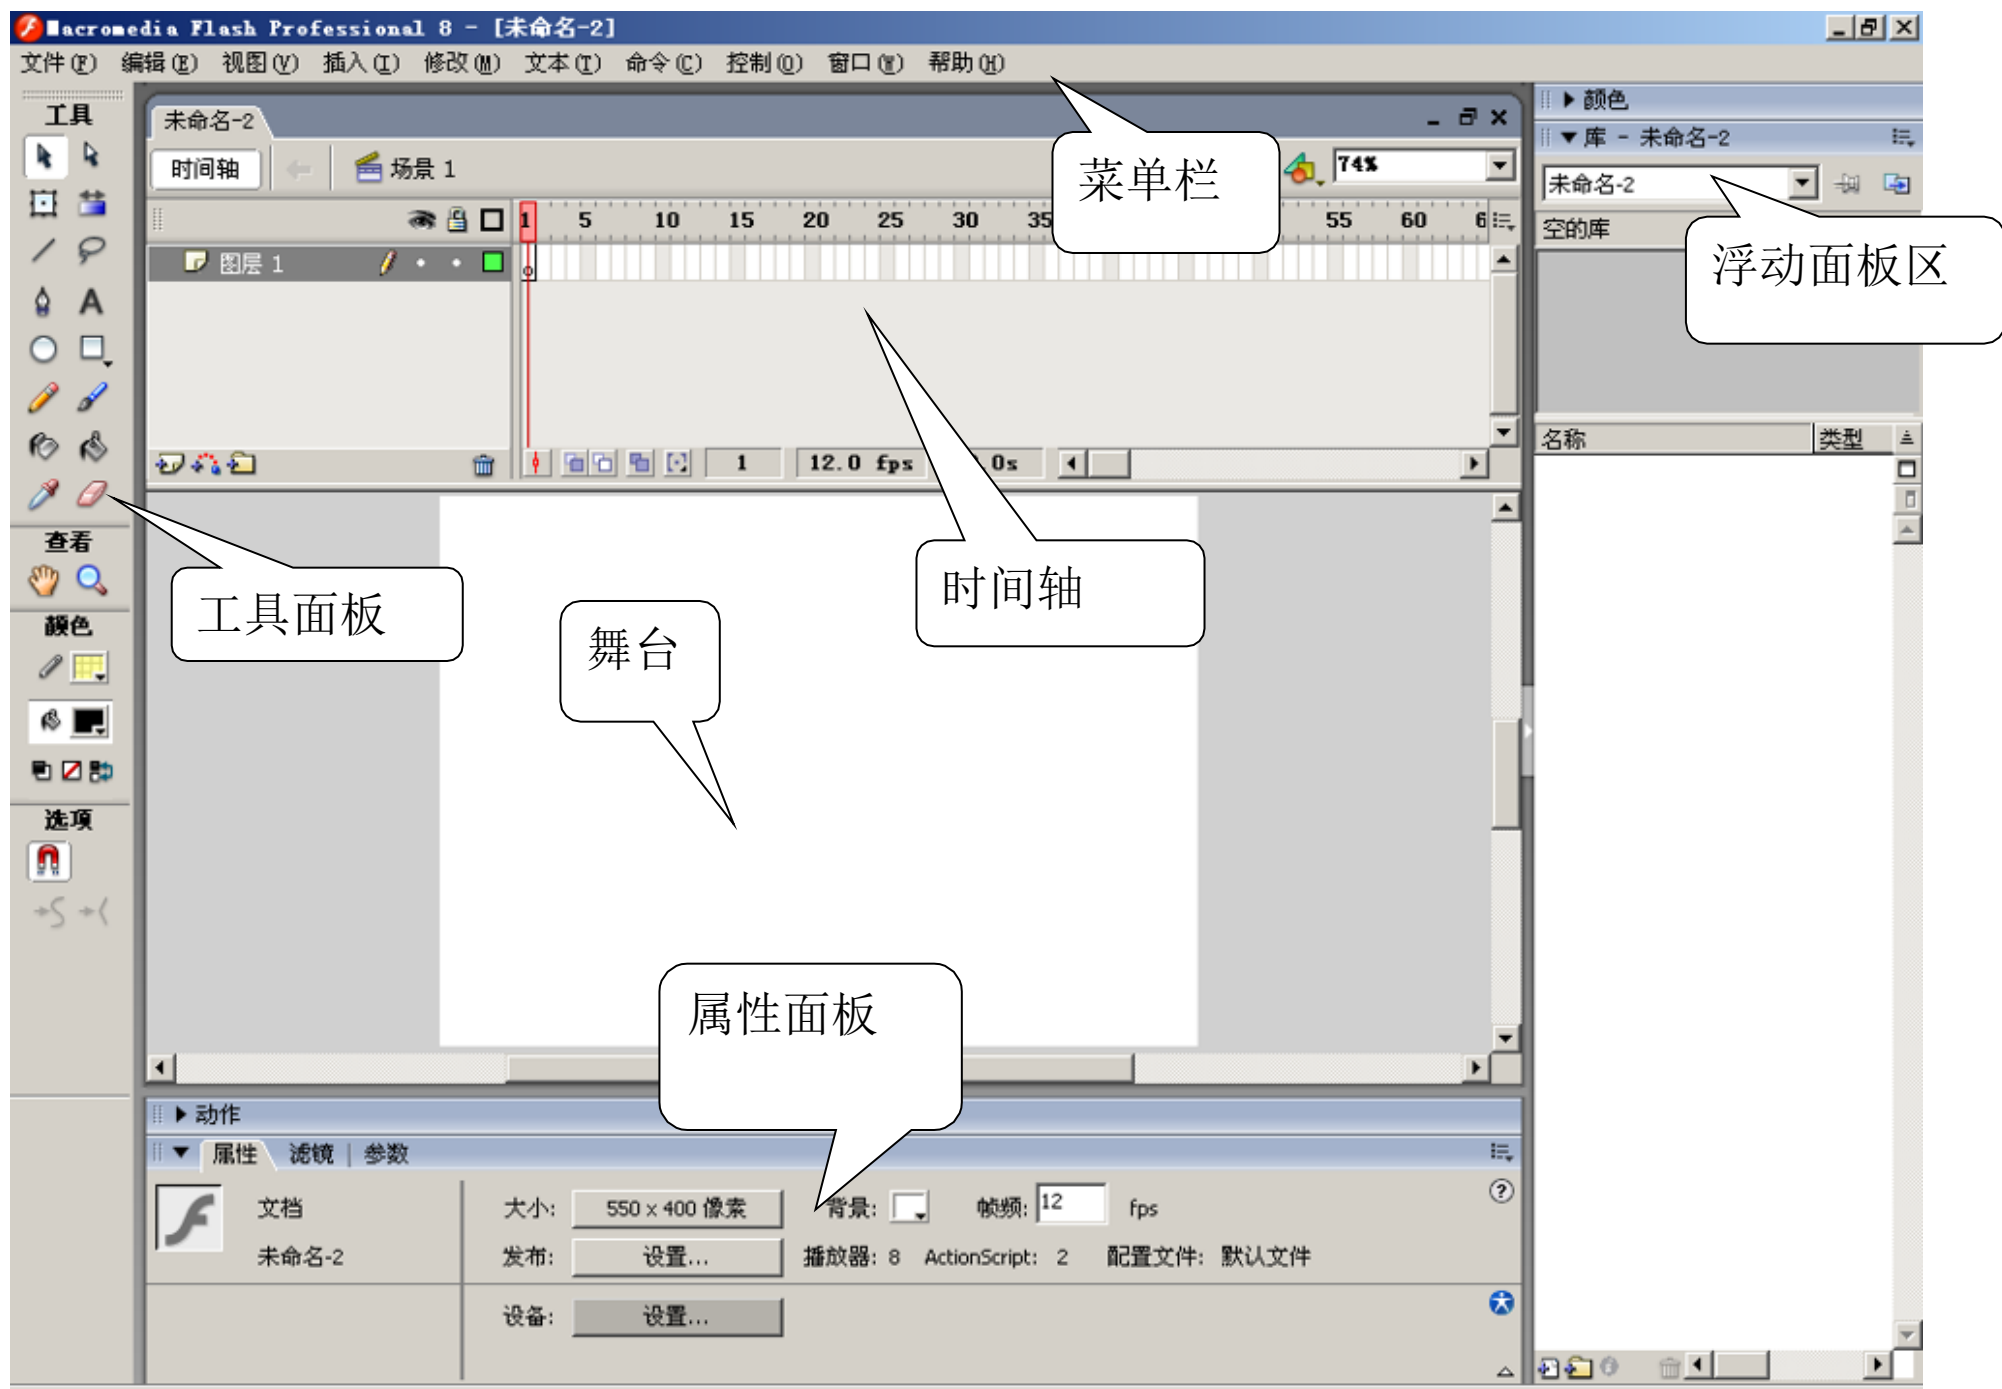 Macromedia Flash Professional 8 - [未命名-2]
文件(F) 编辑(E) 视图(V) 插入(I) 修改(M) 文本(T) 命令(C) 控制(O) 窗口(W) 帮助(H)
工具
未命名-2
时间轴 场景 1
74%
菜单栏
1 5 10 15 20 25 30 35 55 60 6
图层 1
1 12.0 fps .0s
颜色
库 - 未命名-2
未命名-2
空的库
浮动面板区
名称 类型
查看
颜色
选项
工具面板
时间轴
舞台
属性面板
动作
属性 滤镜 | 参数
文档
未命名-2
大小: 550 x 400 像素 背景: 帧频: 12 fps
发布: 设置... 播放器: 8 ActionScript: 2 配置文件: 默认文件
设备: 设置...